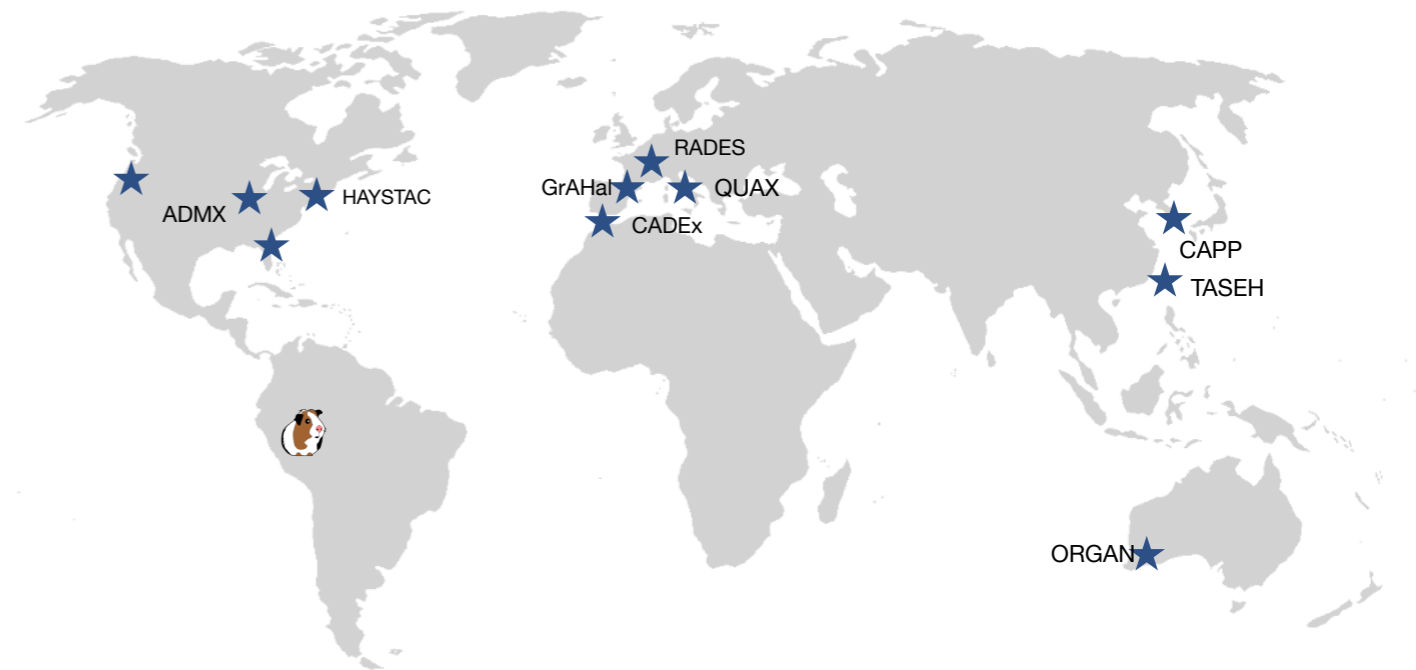 RADES
GrAHal
QUAX
HAYSTAC
ADMX
CADEx
CAPP
TASEH
ORGAN